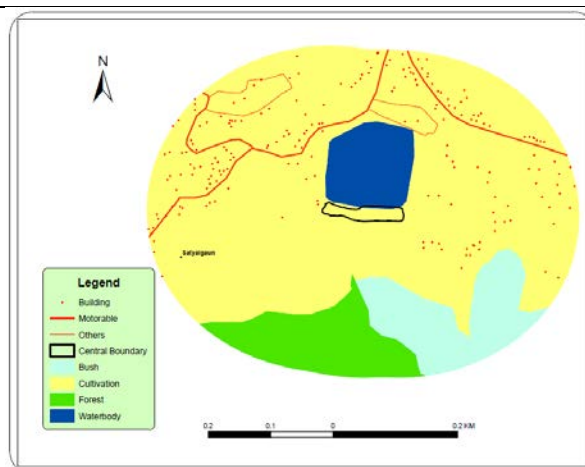 N
Satyalgaun
Legend
Building
Motorable
Others
Central Boundary
Bush
Cultivation
Forest
Waterbody
0.2 0.1 0 0.2 KM